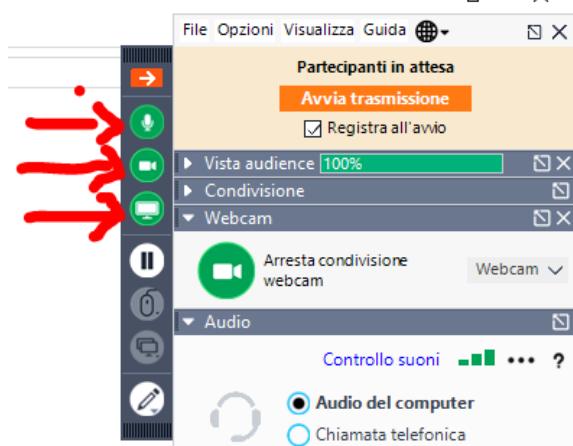 File Opzioni Visualizza Guida
Partecipanti in attesa
Avvia trasmissione
Registra all'avvio
Vista audience 100%
Condivisione
Webcam
Arresta condivisione
webcam
Webcam
Audio
Controllo suoni ?
Audio del computer
Chiamata telefonica